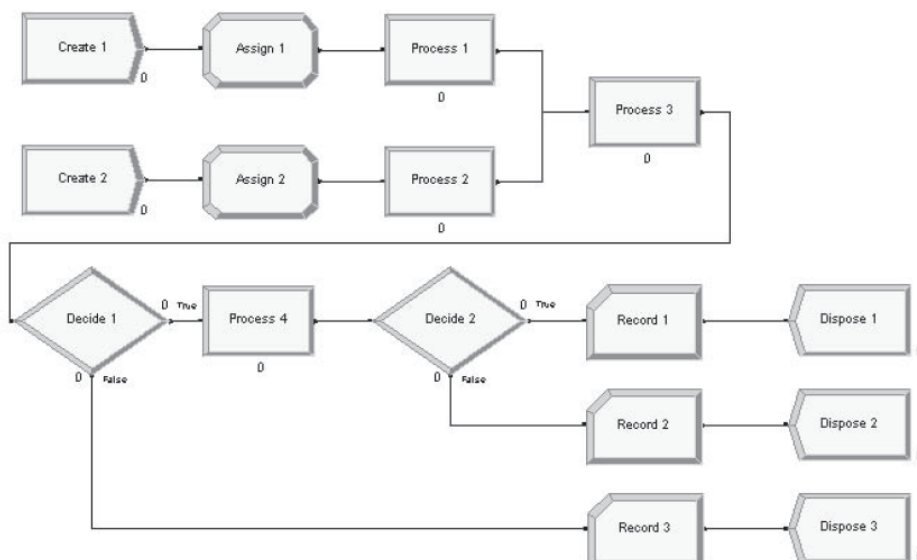 Create 1
0
Assign 1
Process 1
0
Process 3
0
Create 2
0
Assign 2
Process 2
0
Decide 1
0 True
0 False
Process 4
0
Decide 2
0 True
0 False
Record 1
Dispose 1
Record 2
Dispose 2
Record 3
Dispose 3